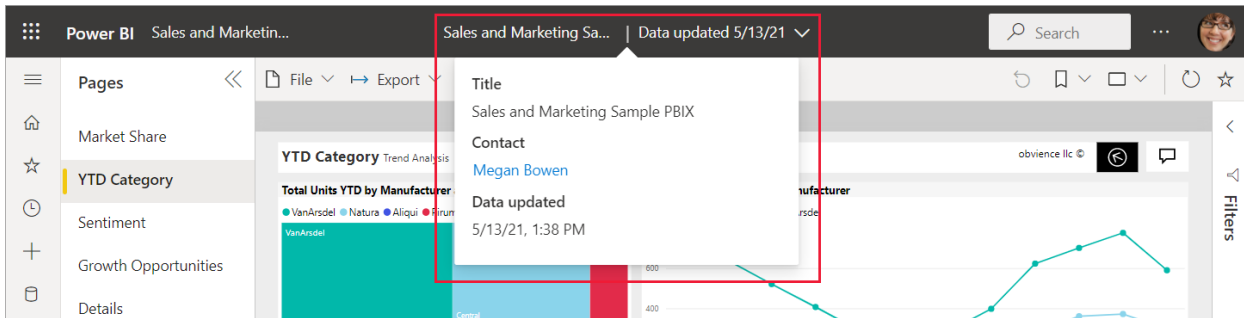 Power BI Sales and Marketin...
Sales and Marketing Sa... | Data updated 5/13/21
Search
...
Pages
File
Export
Title
Sales and Marketing Sample PBIX
Contact
Megan Bowen
Data updated
5/13/21, 1:38 PM
Market Share
YTD Category
Sentiment
Growth Opportunities
Details
YTD Category Trend Analysis
obvience llc ©
Total Units YTD by Manufacturer
VanArsdel Natura Aliqui
VanArsdel
Central
600
400
Filters